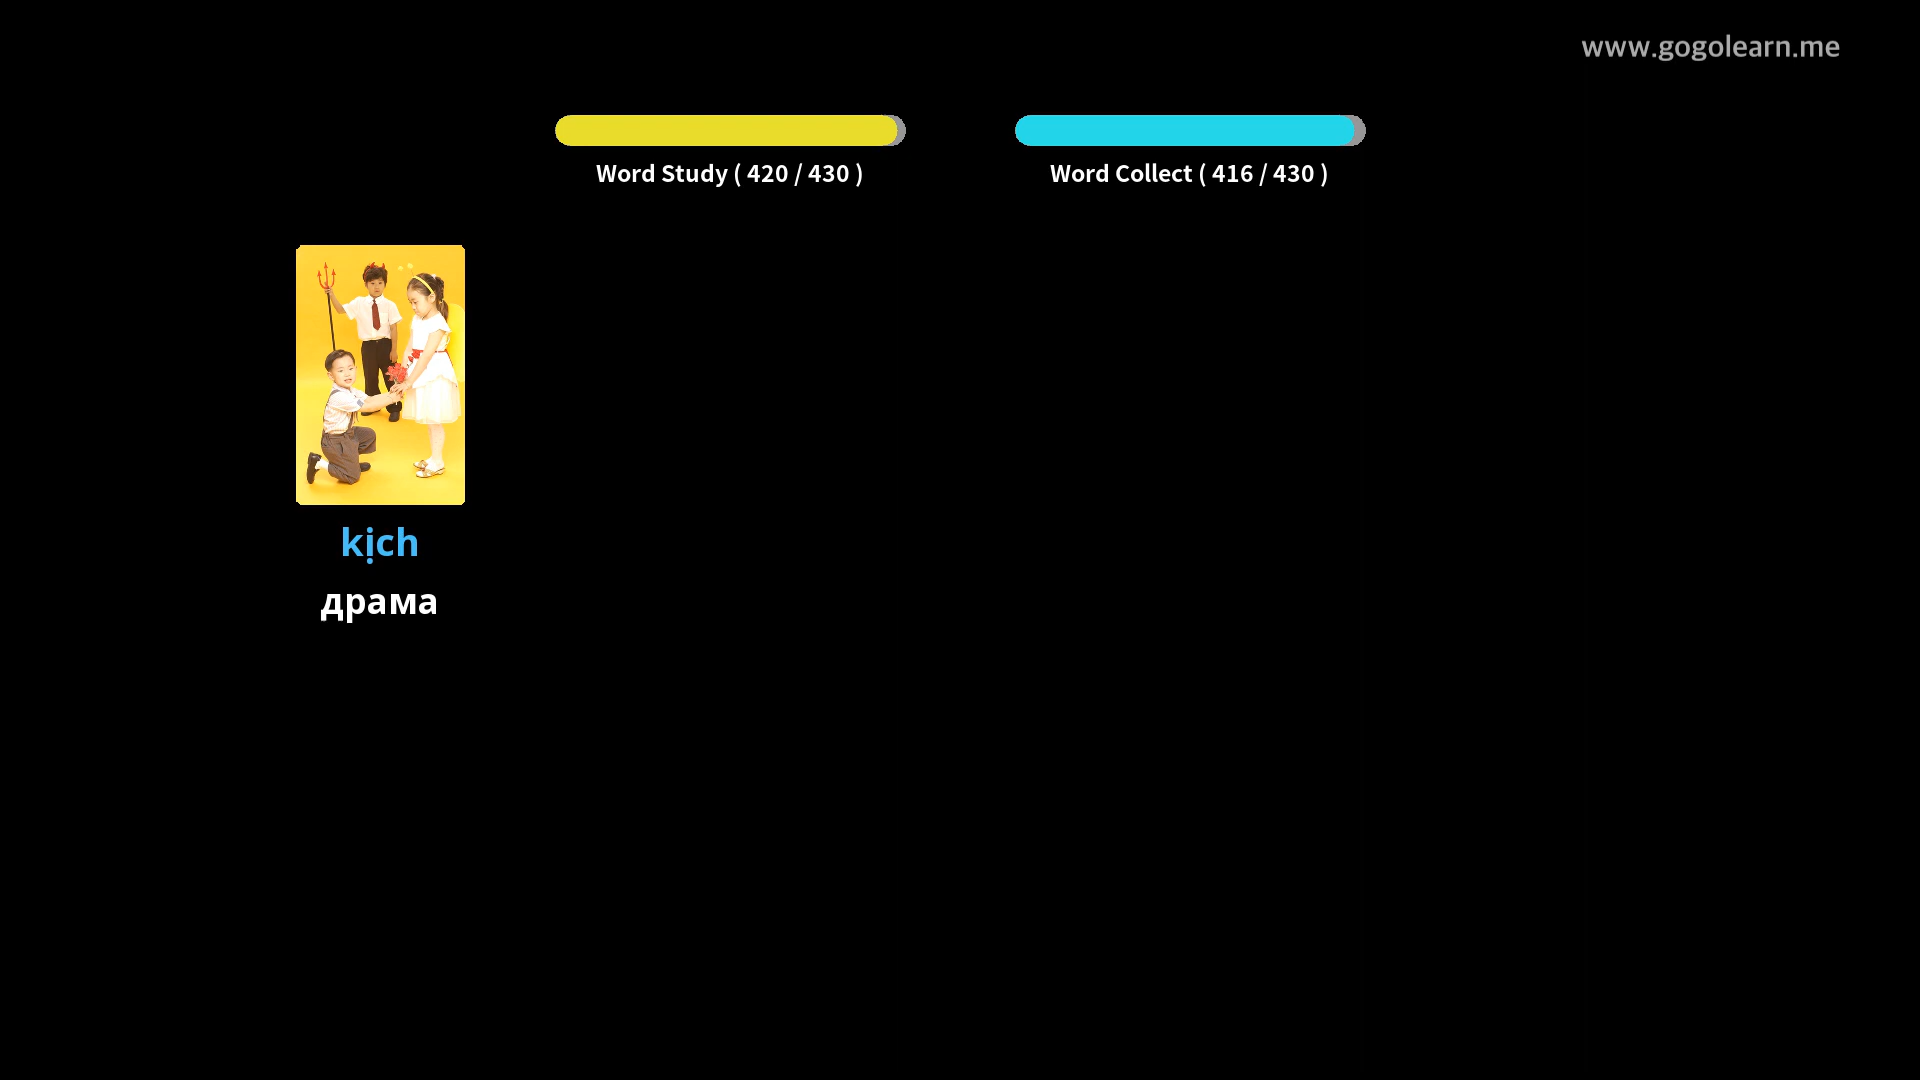 www.gogolearn.me
Word Study ( 420 / 430 )
Word Collect ( 416 / 430 )
kịch
драма